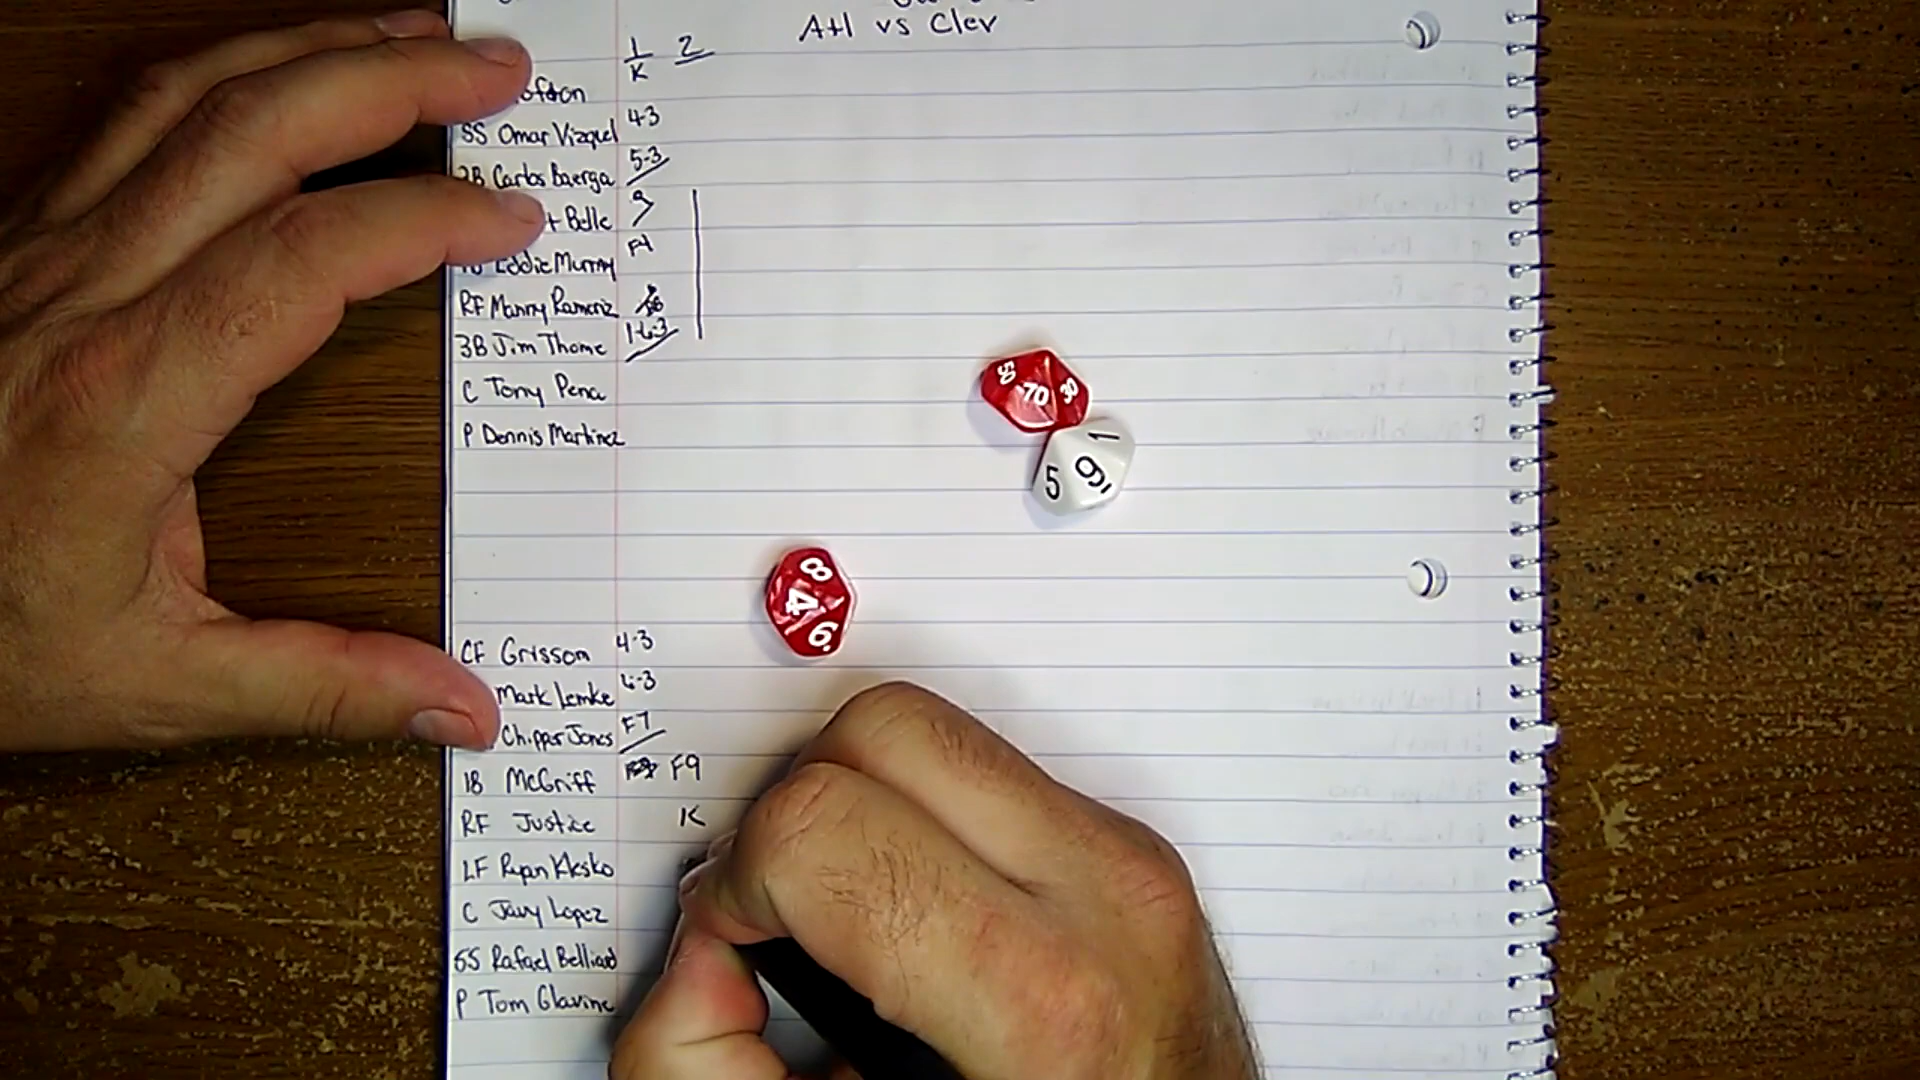 Atl vs Clev
1 2
K
ofton
SS Omar Vizquel 4-3
2B Carlos Baerga 5-3
+ Belle 9
Eddie Murray F4
RF Manny Ramirez
3B Jim Thome 1-6-3
C Tony Pena
P Dennis Martinez
50 70 30
1
5 9
8
4
6.
CF Grissom 4-3
Mark Lemke 6-3
Chipper Jones F7
1B McGriff F9
RF Justice K
LF Ryan Klesko
C Javy Lopez
SS Rafael Belliard
P Tom Glavine